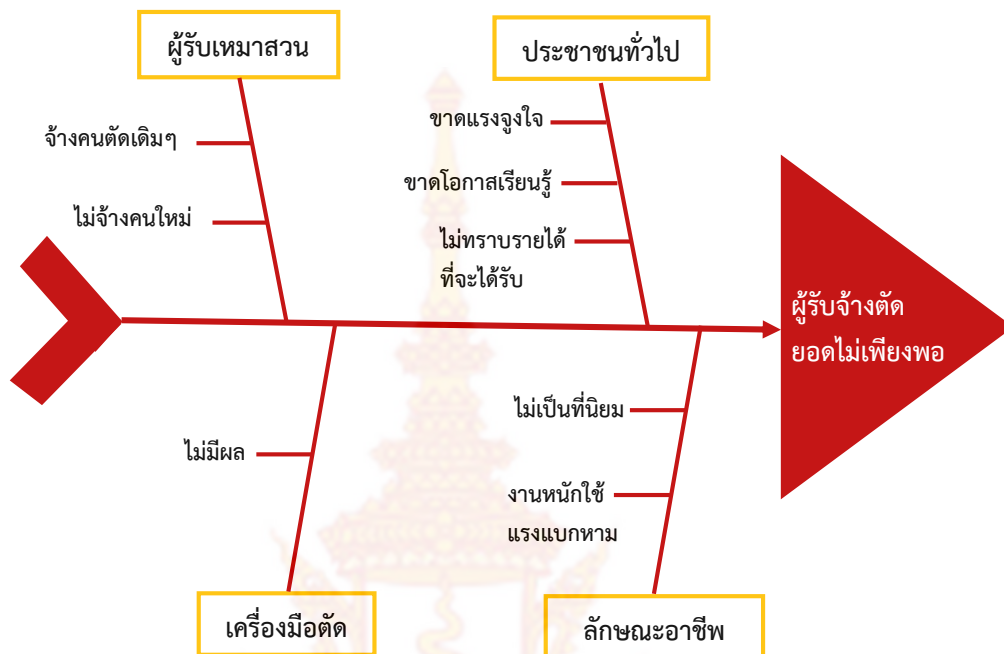 ผู้รับเหมาสวน
ประชาชนทั่วไป
จ้างคนตัดเดิมๆ
ไม่จ้างคนใหม่
ขาดแรงจูงใจ
ขาดโอกาสเรียนรู้
ไม่ทราบรายได้
ที่จะได้รับ
ผู้รับจ้างตัด
ยอดไม่เพียงพอ
ไม่มีผล
ไม่เป็นที่นิยม
งานหนักใช้
แรงแบกหาม
เครื่องมือตัด
ลักษณะอาชีพ